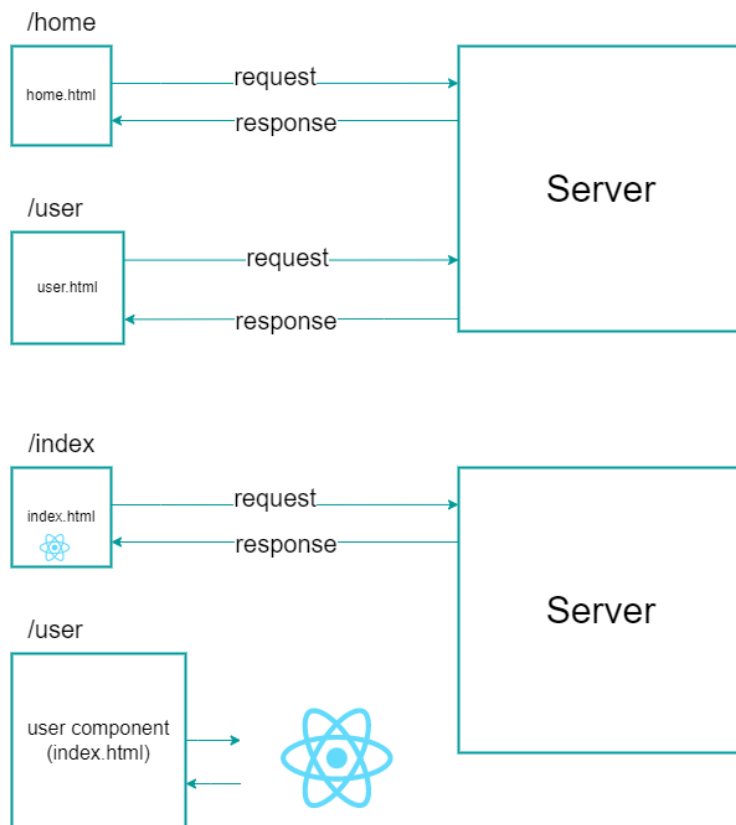 /home
home.html
request
response
Server
/user
user.html
request
response
/index
index.html
request
response
Server
/user
user component
(index.html)